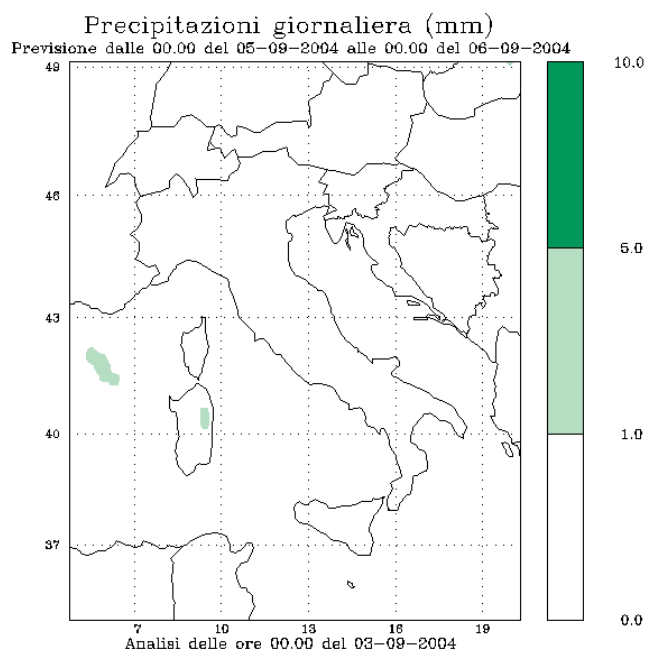 Precipitazioni giornaliera (mm)
Previsione dalle 00.00 del 05-09-2004 alle 00.00 del 06-09-2004
49
46
43
40
37
7 10 13 16 19
10.0
5.0
1.0
0.0
Analisi delle ore 00.00 del 03-09-2004